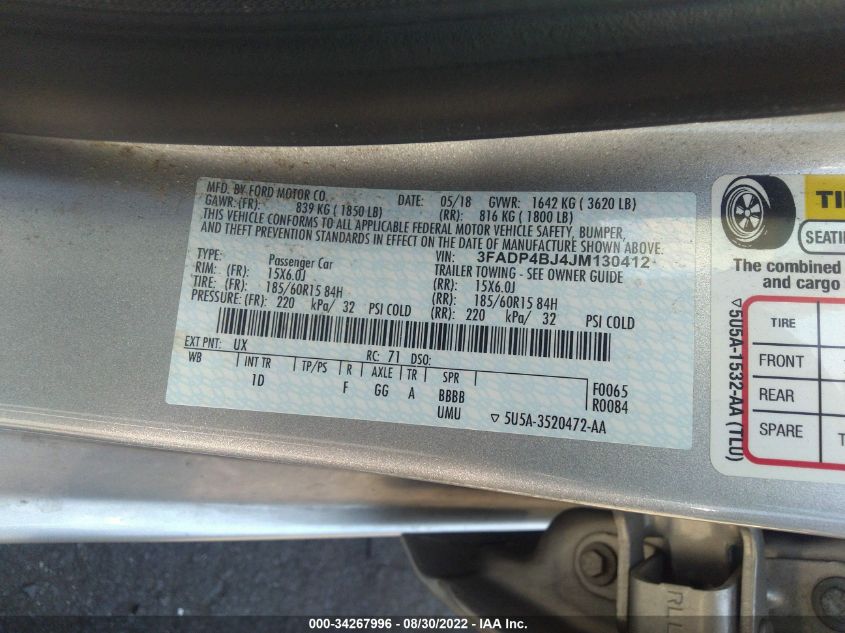 MFD. BY FORD MOTOR CO. DATE: 05/18 GVWR: 1642 KG ( 3620 LB)
GAWR: (FR): 839 KG ( 1850 LB) (RR): 816 KG ( 1800 LB)
THIS VEHICLE CONFORMS TO ALL APPLICABLE FEDERAL MOTOR VEHICLE SAFETY, BUMPER,
AND THEFT PREVENTION STANDARDS IN EFFECT ON THE DATE OF MANUFACTURE SHOWN ABOVE.
VIN: 3FADP4BJ4JM130412
TYPE: Passenger Car TRAILER TOWING - SEE OWNER GUIDE
RIM: (FR) 15X6.0J (RR): 15X6.0J
TIRE: (FR): 185/60R15 84H (RR): 185/60R15 84H
PRESSURE: (FR): 220 kPa/ 32 PSI COLD (RR): 220 kPa/ 32 PSI COLD
EXT PNT: UX RC: 71 DSO:
WB INT TR TP/PS R AXLE TR SPR
1D F GG A BBBB F0065
UMU R0084
▽ 5U5A-3520472-AA
▽5U5A-1532-AA (TLU)
SEATI
The combined
and cargo
TIRE
FRONT
REAR
SPARE
000-34267996 - 08/30/2022 - IAA Inc.